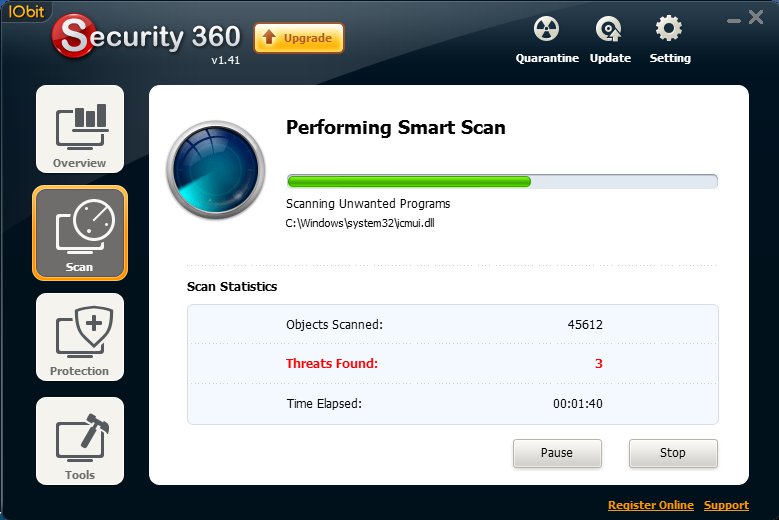 IObit
Security 360
v1.41
Upgrade
Quarantine Update Setting
Overview
Scan
Protection
Tools
Performing Smart Scan
Scanning Unwanted Programs
C:\Windows\system32\icmui.dll
Scan Statistics
Objects Scanned: 45612
Threats Found: 3
Time Elapsed: 00:01:40
Pause Stop
Register Online Support